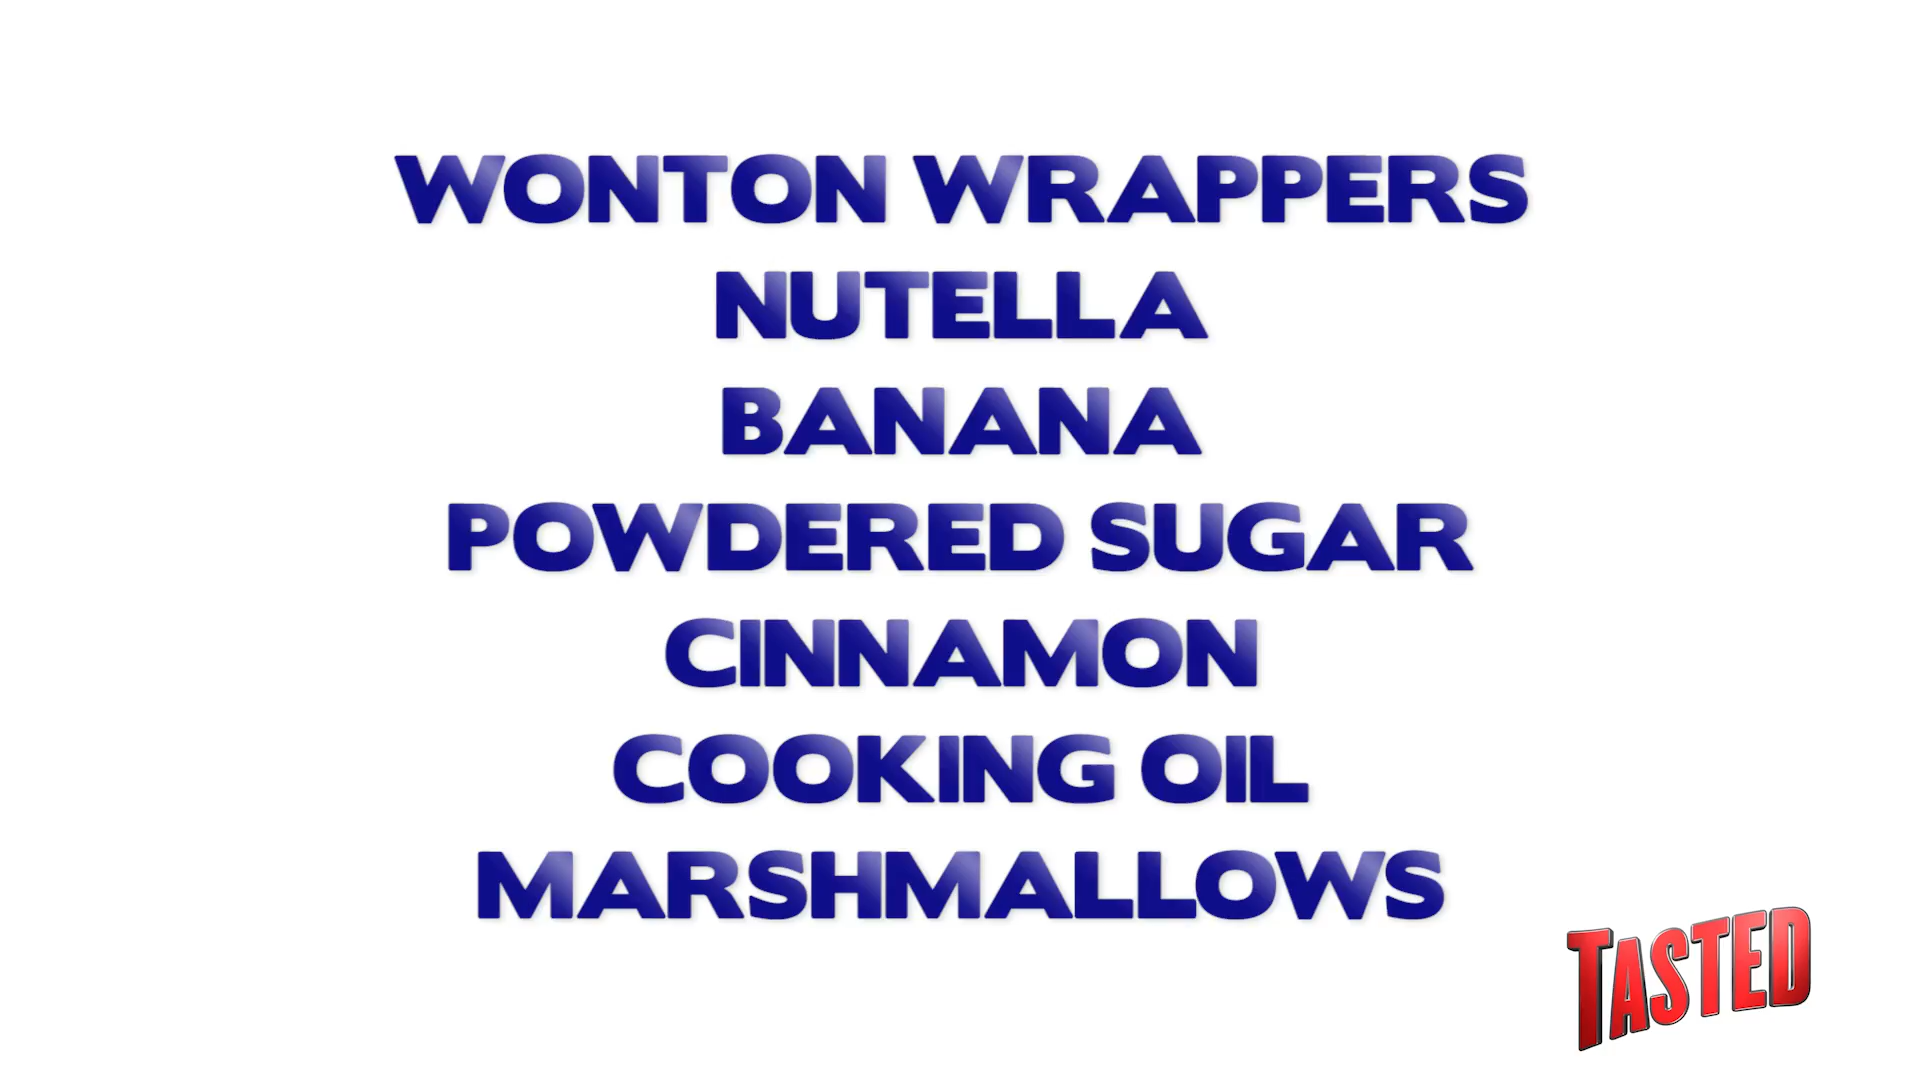 WONTON WRAPPERS
NUTELLA
BANANA
POWDERED SUGAR
CINNAMON
COOKING OIL
MARSHMALLOWS
TASTED